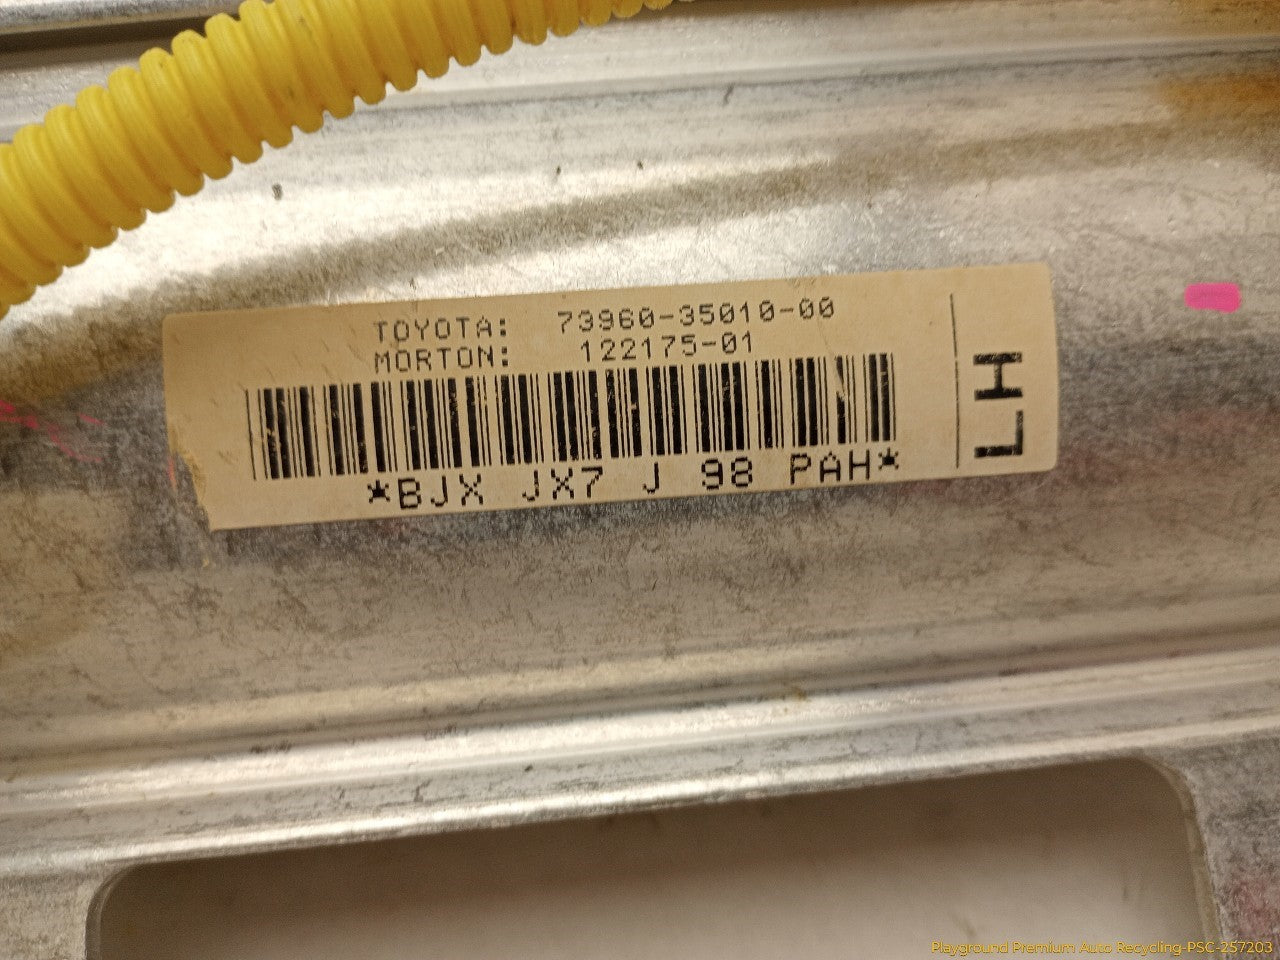 TOYOTA: 73960-35010-00
MORTON: 122175-01
*BJX JX7 J 98 PAH*
LH
Playground Premium Auto Recycling-PSC-257203